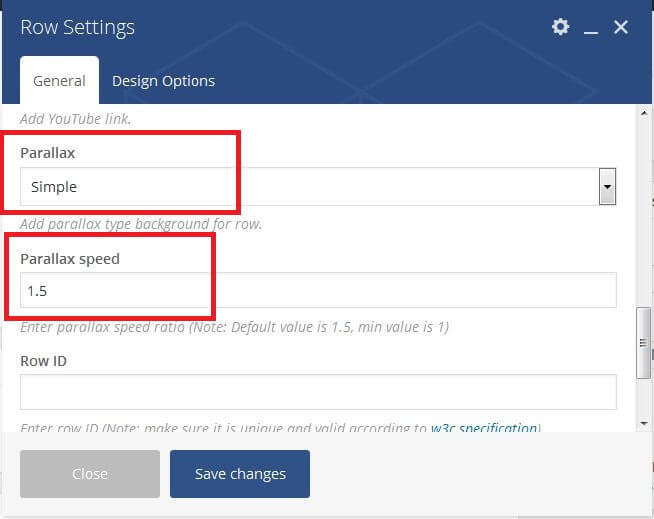 Row Settings
General Design Options
Add YouTube link.
Parallax
Simple
Add parallax type background for row.
Parallax speed
1.5
Enter parallax speed ratio (Note: Default value is 1.5, min value is 1)
Row ID
Enter row ID (Note: make sure it is unique and valid according to w3c specification)
Close Save changes